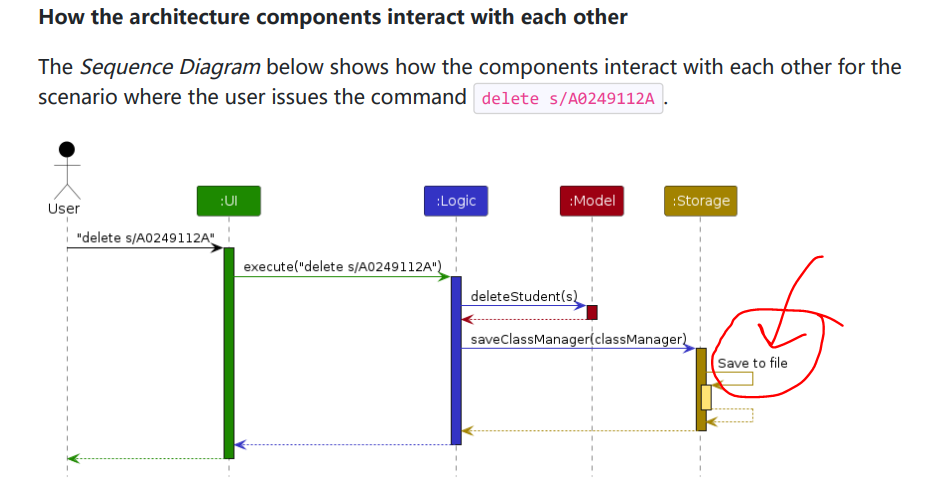 How the architecture components interact with each other
The Sequence Diagram below shows how the components interact with each other for the
scenario where the user issues the command delete s/A0249112A.
User
:UI
:Logic
:Model
:Storage
"delete s/A0249112A"
execute("delete s/A0249112A")
deleteStudent(s)
saveClassManager(classManager)
Save to file